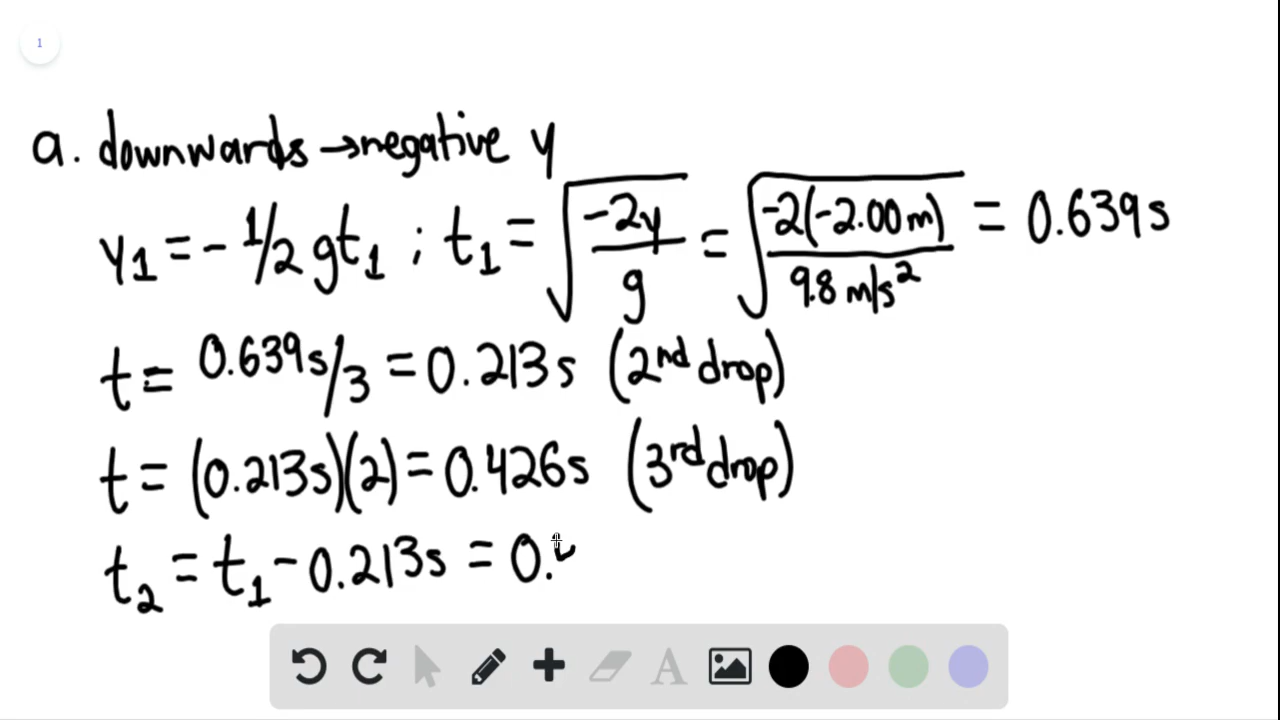 1
a. downwards →negative y
y₁ = - 1/2 gt₁ ; t₁ = √(-2y/g) = √(-2(-2.00 m)/9.8 m/s²) = 0.639 s
t = 0.639 s/3 = 0.213 s (2nd drop)
t = (0.213 s)(2) = 0.426 s (3rd drop)
t₂ = t₁ - 0.213 s = 0.
A